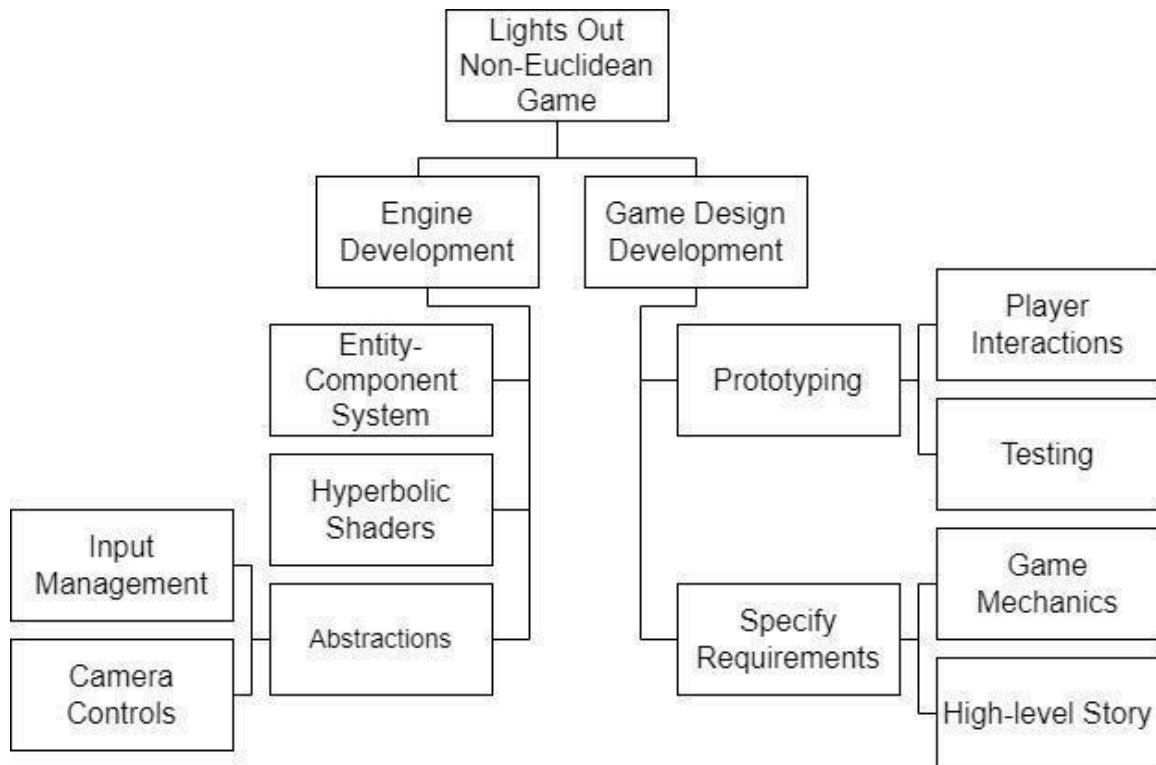 Lights Out
Non-Euclidean
Game
Engine
Development
Game Design
Development
Entity-
Component
System
Hyperbolic
Shaders
Abstractions
Input
Management
Camera
Controls
Prototyping
Player
Interactions
Testing
Specify
Requirements
Game
Mechanics
High-level Story